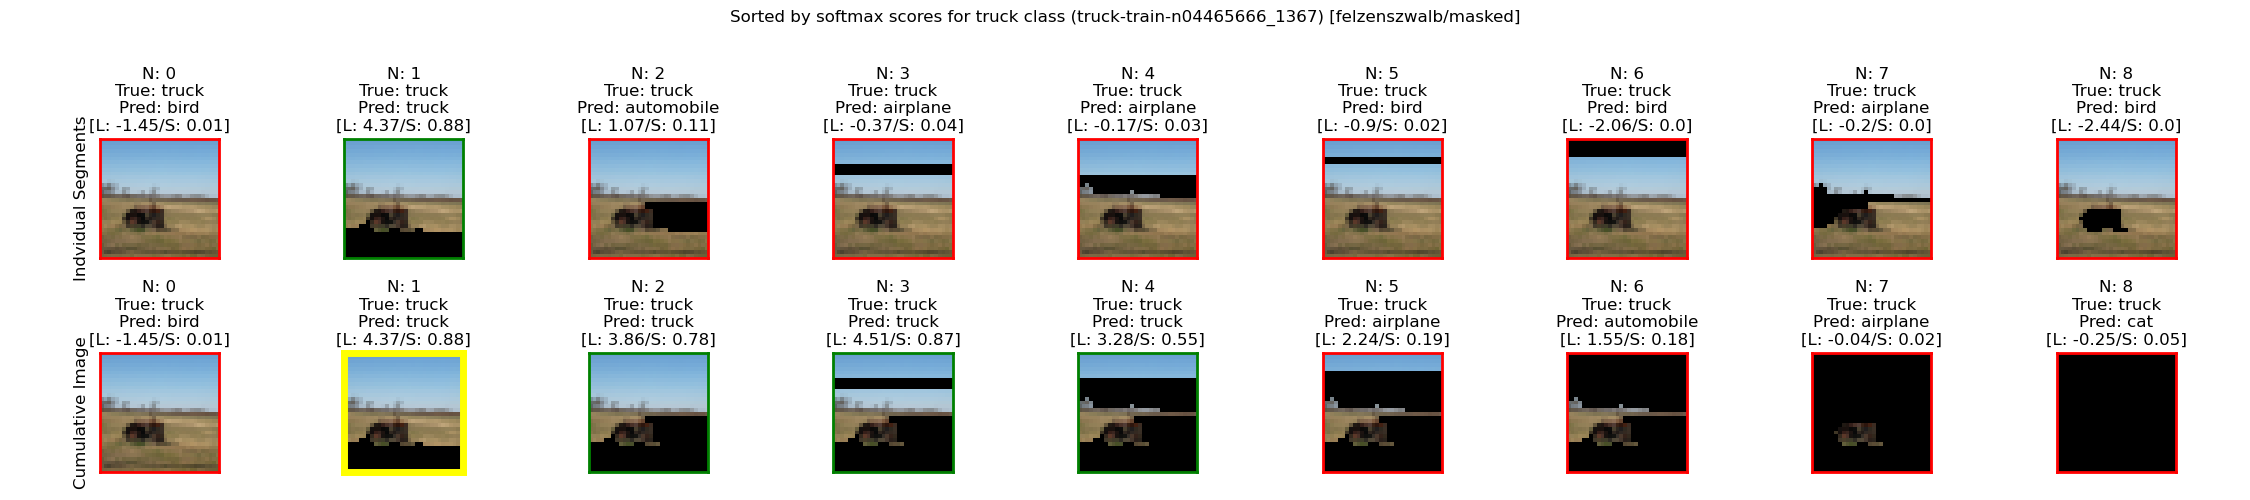 Sorted by softmax scores for truck class (truck-train-n04465666_1367) [felzenszwalb/masked]
Indvidual Segments
N: 0
True: truck
Pred: bird
[L: -1.45/S: 0.01]
N: 1
True: truck
Pred: truck
[L: 4.37/S: 0.88]
N: 2
True: truck
Pred: automobile
[L: 1.07/S: 0.11]
N: 3
True: truck
Pred: airplane
[L: -0.37/S: 0.04]
N: 4
True: truck
Pred: airplane
[L: -0.17/S: 0.03]
N: 5
True: truck
Pred: bird
[L: -0.9/S: 0.02]
N: 6
True: truck
Pred: bird
[L: -2.06/S: 0.0]
N: 7
True: truck
Pred: airplane
[L: -0.2/S: 0.0]
N: 8
True: truck
Pred: bird
[L: -2.44/S: 0.0]
Cumulative Image
N: 0
True: truck
Pred: bird
[L: -1.45/S: 0.01]
N: 1
True: truck
Pred: truck
[L: 4.37/S: 0.88]
N: 2
True: truck
Pred: truck
[L: 3.86/S: 0.78]
N: 3
True: truck
Pred: truck
[L: 4.51/S: 0.87]
N: 4
True: truck
Pred: truck
[L: 3.28/S: 0.55]
N: 5
True: truck
Pred: airplane
[L: 2.24/S: 0.19]
N: 6
True: truck
Pred: automobile
[L: 1.55/S: 0.18]
N: 7
True: truck
Pred: airplane
[L: -0.04/S: 0.02]
N: 8
True: truck
Pred: cat
[L: -0.25/S: 0.05]